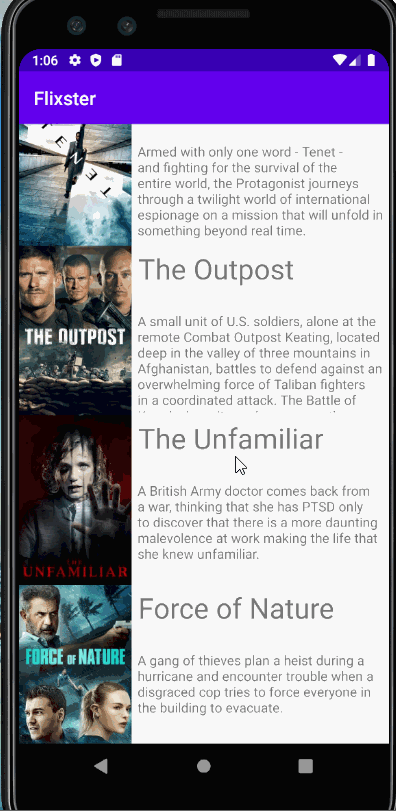 1:06
Flixster
TENET
Armed with only one word - Tenet -
and fighting for the survival of the
entire world, the Protagonist journeys
through a twilight world of international
espionage on a mission that will unfold in
something beyond real time.
The Outpost
THE OUTPOST
A small unit of U.S. soldiers, alone at the
remote Combat Outpost Keating, located
deep in the valley of three mountains in
Afghanistan, battles to defend against an
overwhelming force of Taliban fighters
in a coordinated attack. The Battle of
The Unfamiliar
A British Army doctor comes back from
a war, thinking that she has PTSD only
to discover that there is a more daunting
malevolence at work making the life that
she knew unfamiliar.
THE
UNFAMILIAR
Force of Nature
FORCE OF NATURE
A gang of thieves plan a heist during a
hurricane and encounter trouble when a
disgraced cop tries to force everyone in
the building to evacuate.